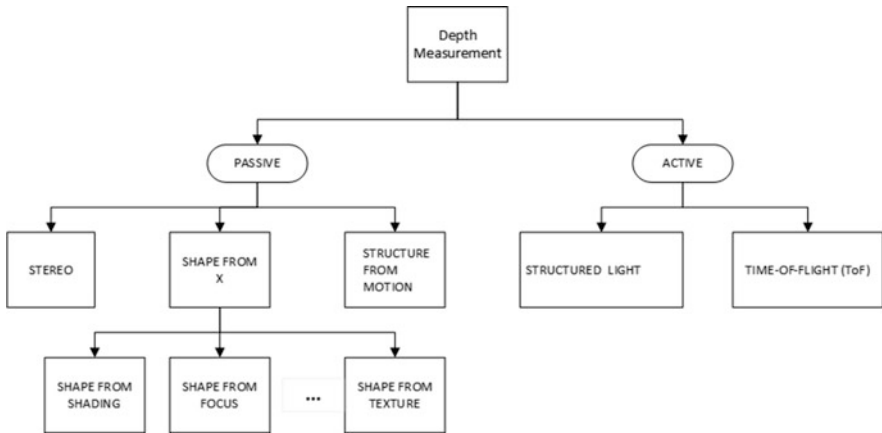 Depth
Measurement
PASSIVE
ACTIVE
STEREO
SHAPE FROM
X
STRUCTURE
FROM
MOTION
STRUCTURED LIGHT
TIME-OF-FLIGHT (ToF)
SHAPE FROM
SHADING
SHAPE FROM
FOCUS
...
SHAPE FROM
TEXTURE